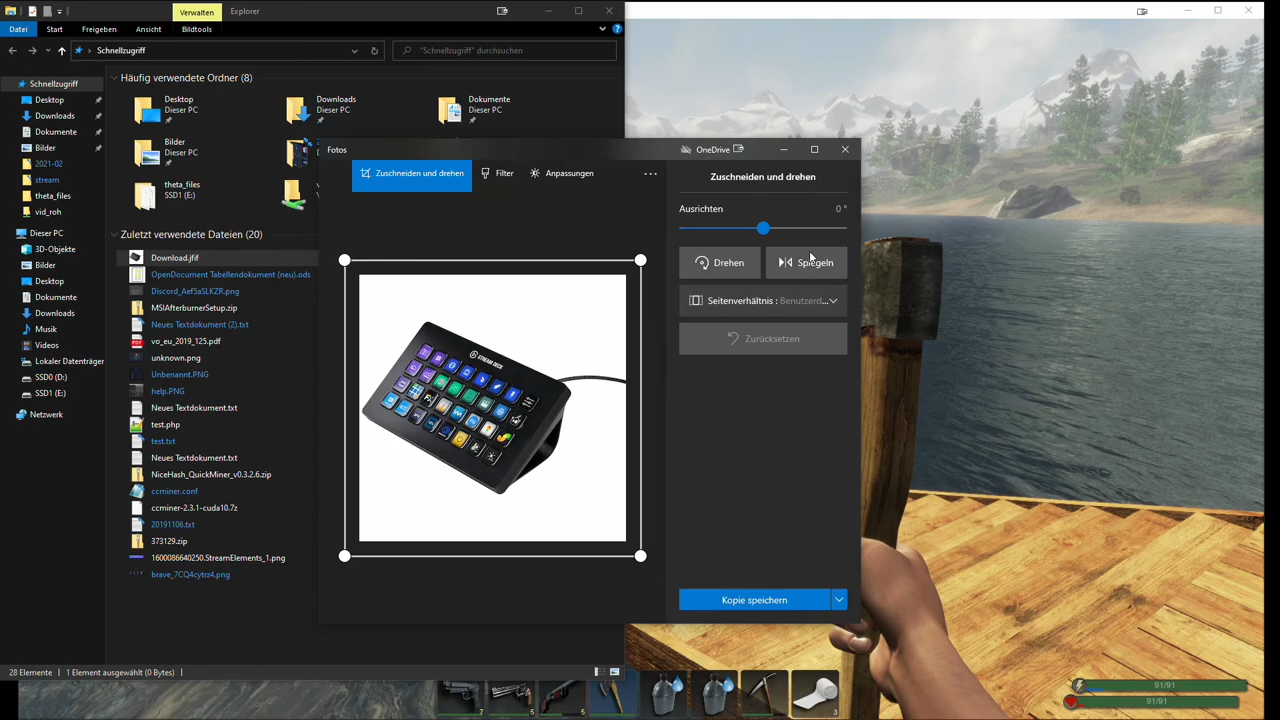 Verwalten
Explorer
Datei
Start
Freigeben
Ansicht
Bildtools
Schnellzugriff
"Schnellzugriff" durchsuchen
Schnellzugriff
Desktop
Downloads
Dokumente
Bilder
2021-02
stream
theta_files
vid_roh
Dieser PC
3D-Objekte
Bilder
Desktop
Dokumente
Downloads
Musik
Videos
Lokaler Datenträger
SSD0 (D:)
SSD1 (E:)
Netzwerk
Häufig verwendete Ordner (8)
Desktop
Dieser PC
Downloads
Dieser PC
Dokumente
Dieser PC
Bilder
Dieser PC
theta_files
SSD1 (E:)
Zuletzt verwendete Dateien (20)
Download.jfif
OpenDocument Tabellendokument (neu).ods
Discord_Aef5aSLKZR.png
MSIAfterburnerSetup.zip
Neues Textdokument (2).txt
vo_eu_2019_125.pdf
unknown.png
Unbenannt.PNG
help.PNG
Neues Textdokument.txt
test.php
test.txt
Neues Textdokument.txt
NiceHash_QuickMiner_v0.3.2.6.zip
ccminer.conf
ccminer-2.3.1-cuda10.7z
20191106.txt
373129.zip
1600086640250.StreamElements_1.png
brave_7CQ4cytrz4.png
28 Elemente
1 Element ausgewählt (0 Bytes)
Fotos
OneDrive
Zuschneiden und drehen
Filter
Anpassungen
STREAM DECK
Zuschneiden und drehen
Ausrichten
0 °
Drehen
Spiegeln
Seitenverhältnis : Benutzerd...
Zurücksetzen
Kopie speichern
7
5
5
3
91/91
91/91